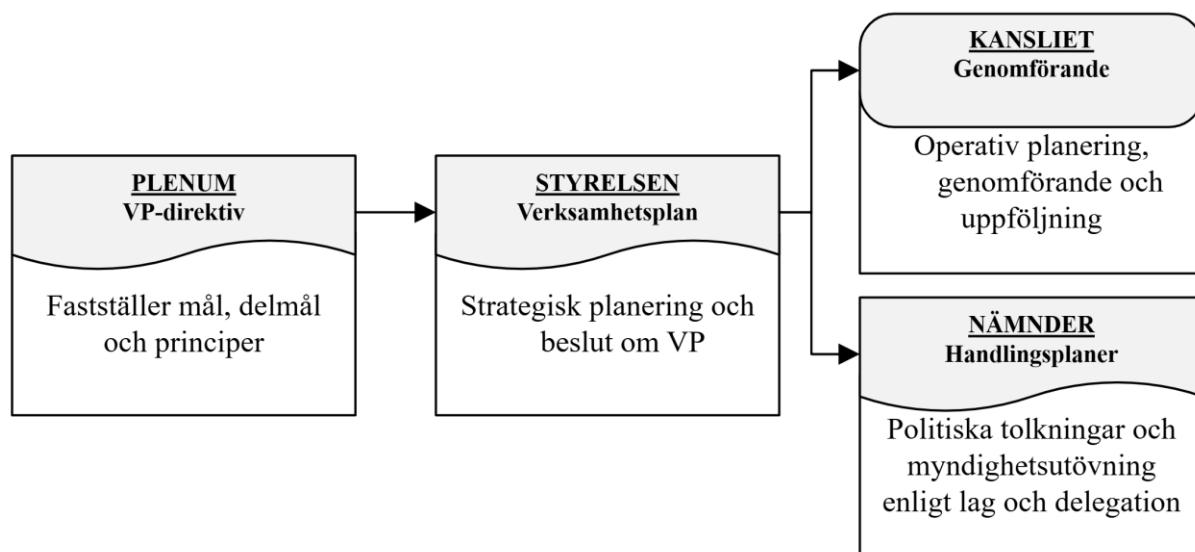 PLENUM
VP-direktiv
Fastställer mål, delmål
och principer
STYRELSEN
Verksamhetsplan
Strategisk planering och
beslut om VP
KANSLIET
Genomförande
Operativ planering,
genomförande och
uppföljning
NÄMNDER
Handlingsplaner
Politiska tolkningar och
myndighetsutövning
enligt lag och delegation